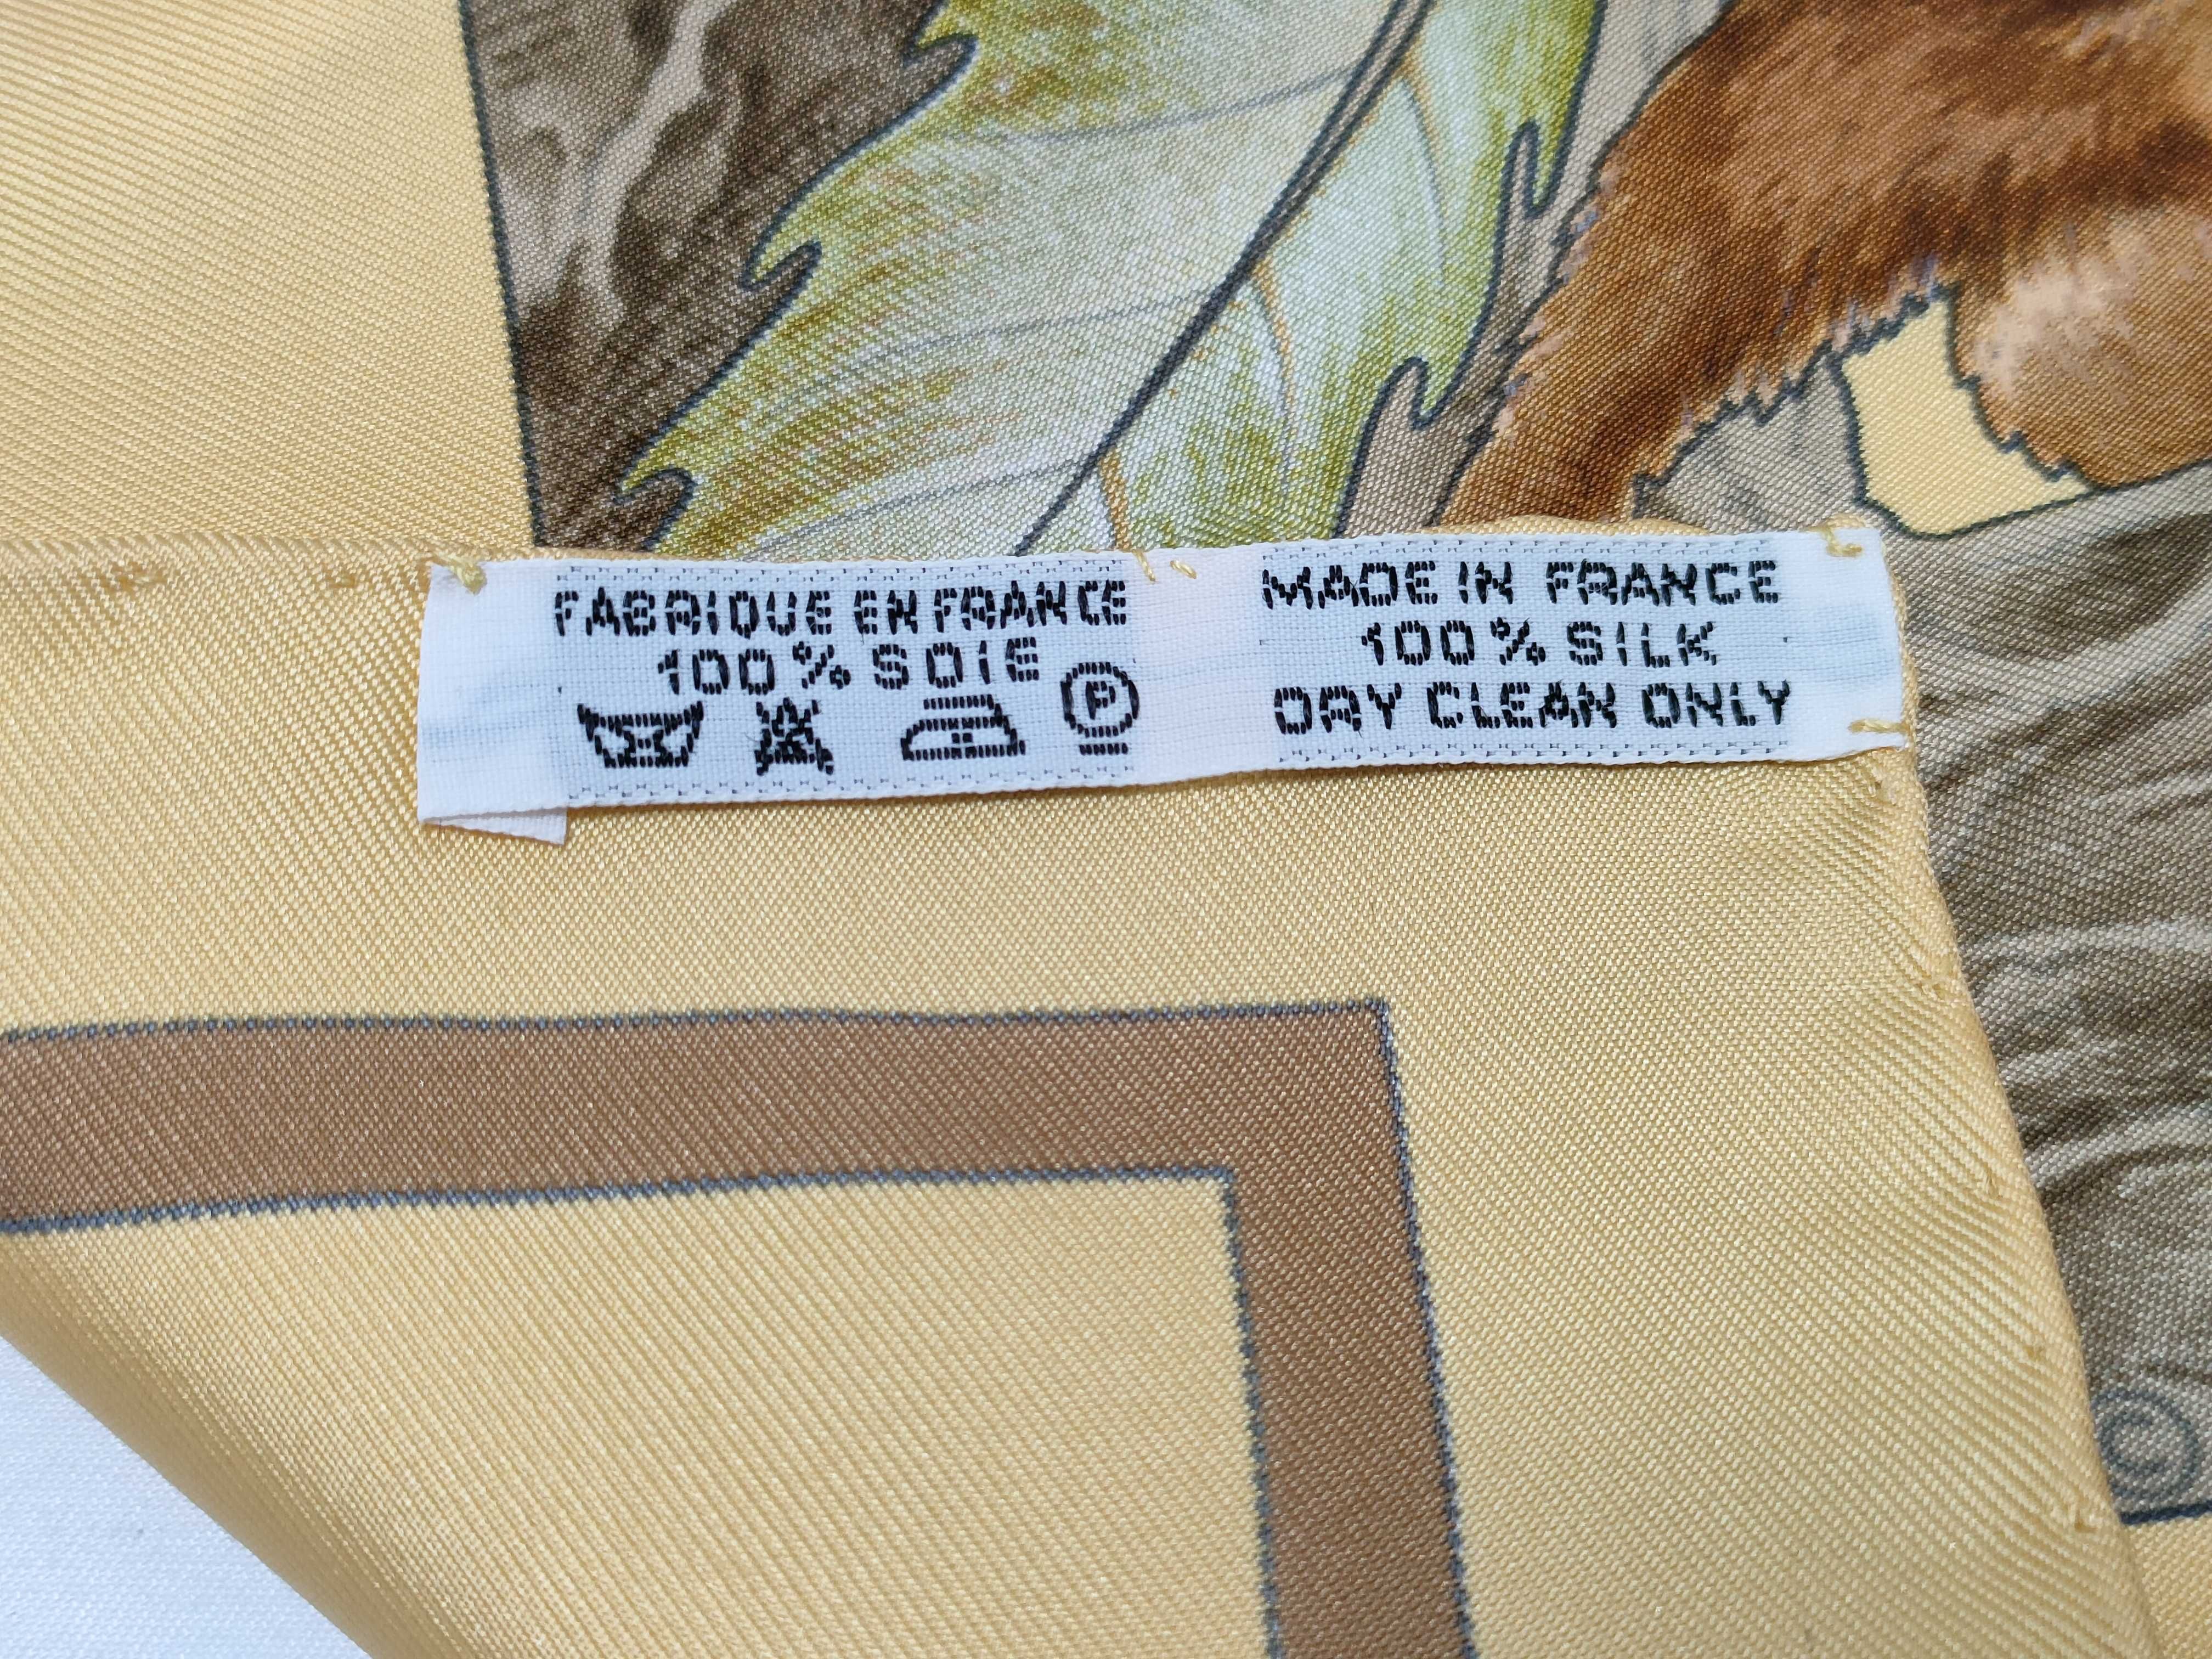 FABRIQUE EN FRANCE
100% SOIE
P
MADE IN FRANCE
100% SILK
DRY CLEAN ONLY
©